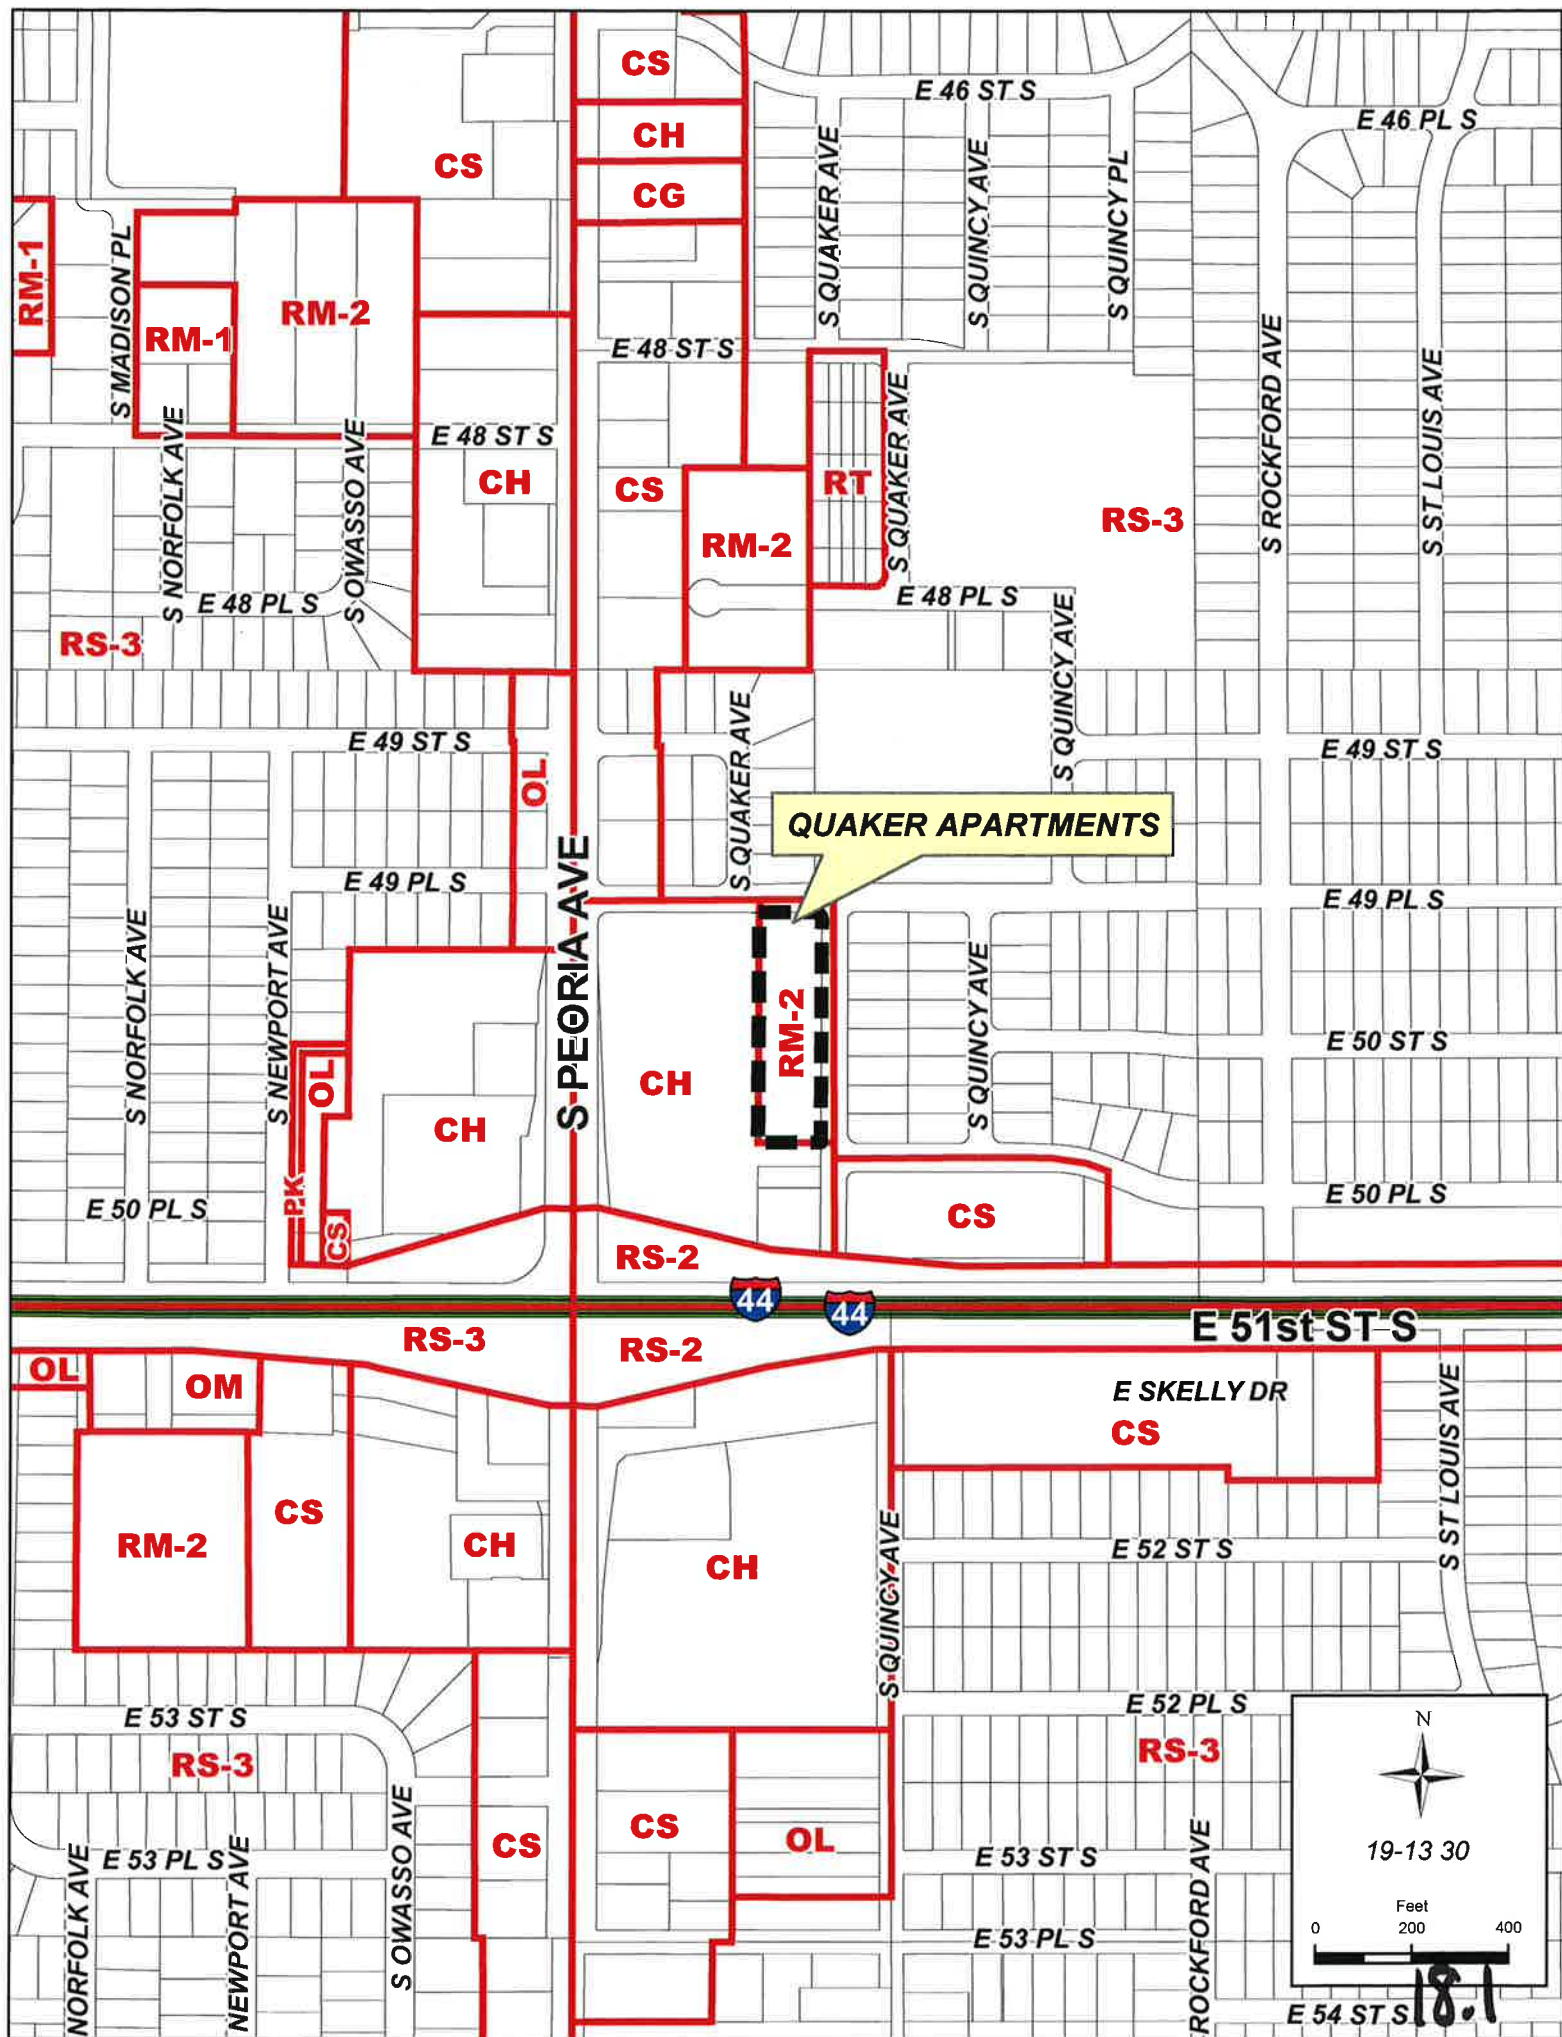 CS
E 46 ST S
E 46 PL S
CH
CS
CG
S QUAKER AVE
S QUINCY AVE
S QUINCY PL
RM-1
S MADISON PL
RM-2
RM-1
E 48 ST S
S ROCKFORD AVE
S ST LOUIS AVE
S NORFOLK AVE
S OWASSO AVE
E 48 ST S
S QUAKER AVE
CH
CS
RT
RS-3
RM-2
E 48 PL S
E 48 PL S
RS-3
S QUINCY AVE
E 49 ST S
S QUAKER AVE
E 49 ST S
OL
QUAKER APARTMENTS
E 49 PL S
E 49 PL S
S PEORIA AVE
S NORFOLK AVE
S NEWPORT AVE
S QUINCY AVE
RM-2
E 50 ST S
OL
CH
CH
PK
E 50 PL S
E 50 PL S
CS
CS
RS-2
44
44
E 51st ST S
RS-3
RS-2
OL
OM
E SKELLY DR
CS
S ST LOUIS AVE
CS
RM-2
CH
CH
S QUINCY AVE
E 52 ST S
E 53 ST S
E 52 PL S
RS-3
RS-3
N
CS
CS
OL
S OWASSO AVE
E 53 PL S
E 53 ST S
19-13 30
NORFOLK AVE
NEWPORT AVE
ROCKFORD AVE
Feet
0 200 400
E 53 PL S
E 54 ST S
18.1